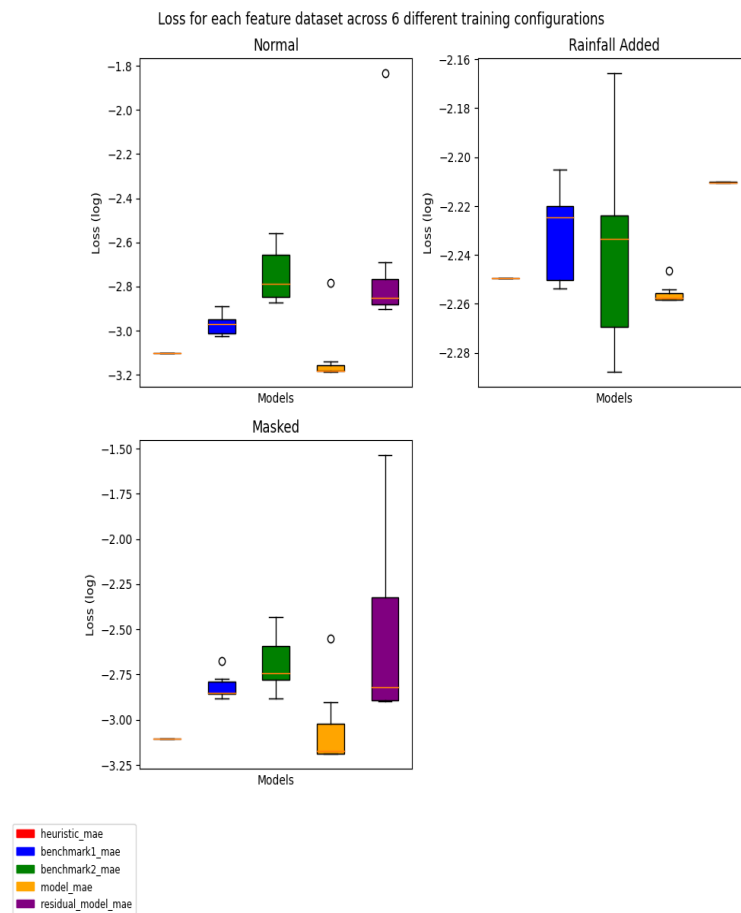 Loss for each feature dataset across 6 different training configurations
Normal
Rainfall Added
−1.8
−2.0
−2.2
−2.4
−2.6
−2.8
−3.0
−3.2
Loss (log)
Models
−2.16
−2.18
−2.20
−2.22
−2.24
−2.26
−2.28
Loss (log)
Models
Masked
−1.50
−1.75
−2.00
−2.25
−2.50
−2.75
−3.00
−3.25
Loss (log)
Models
heuristic_mae
benchmark1_mae
benchmark2_mae
model_mae
residual_model_mae